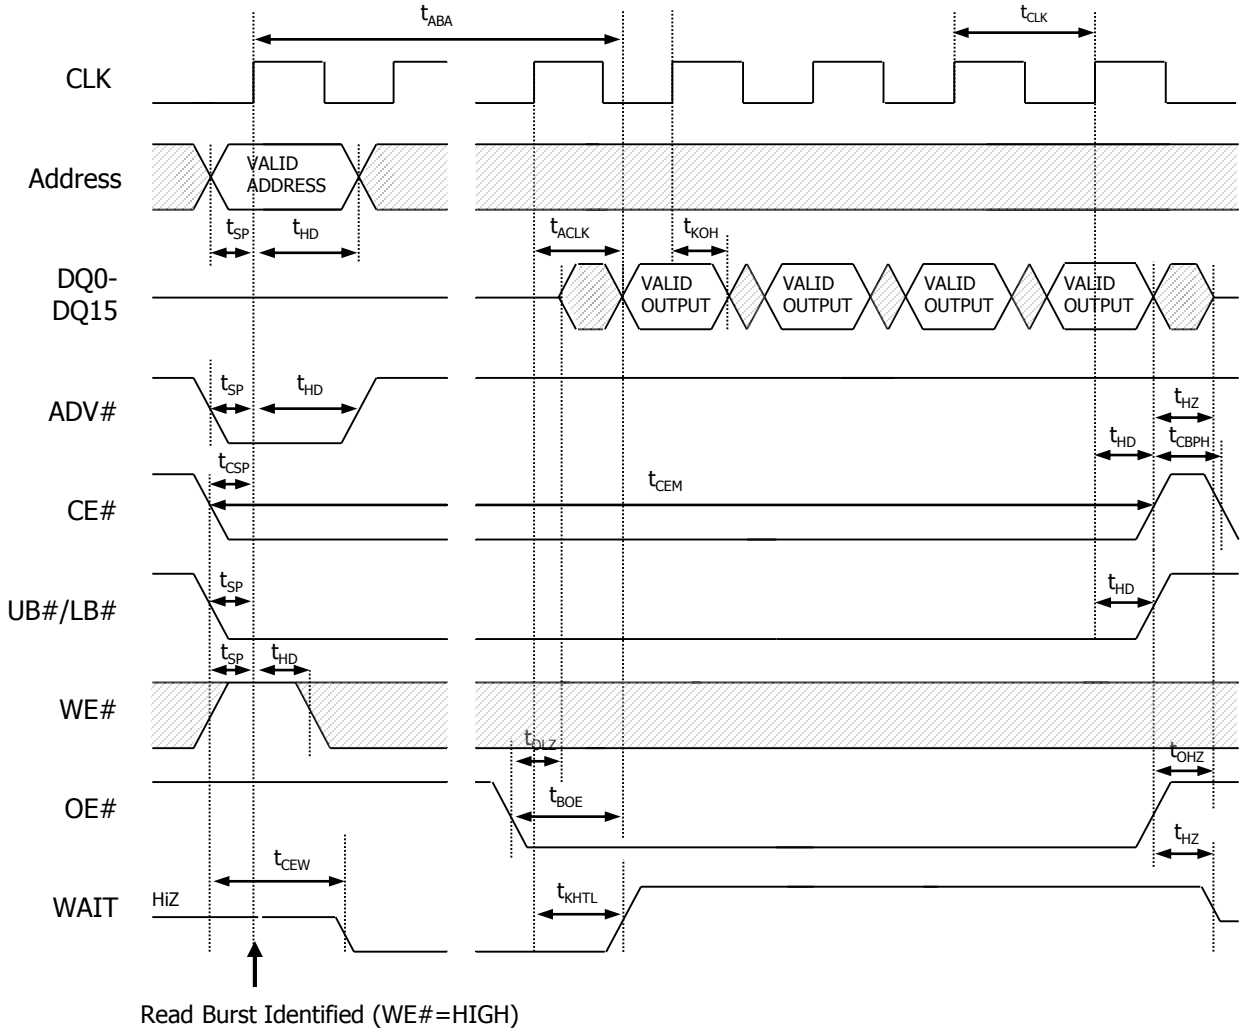 tABA
tCLK
CLK
Address
VALID
ADDRESS
tSP
tHD
tACLK
tKOH
DQ0-
DQ15
VALID
OUTPUT
VALID
OUTPUT
VALID
OUTPUT
VALID
OUTPUT
ADV#
tSP
tHD
tHZ
tHD
tCBPH
tCSP
CE#
tCEM
UB#/LB#
tSP
tHD
tSP
tHD
WE#
tOLZ
tOHZ
OE#
tBOE
tHZ
tCEW
WAIT
HiZ
tKHTL
Read Burst Identified (WE#=HIGH)